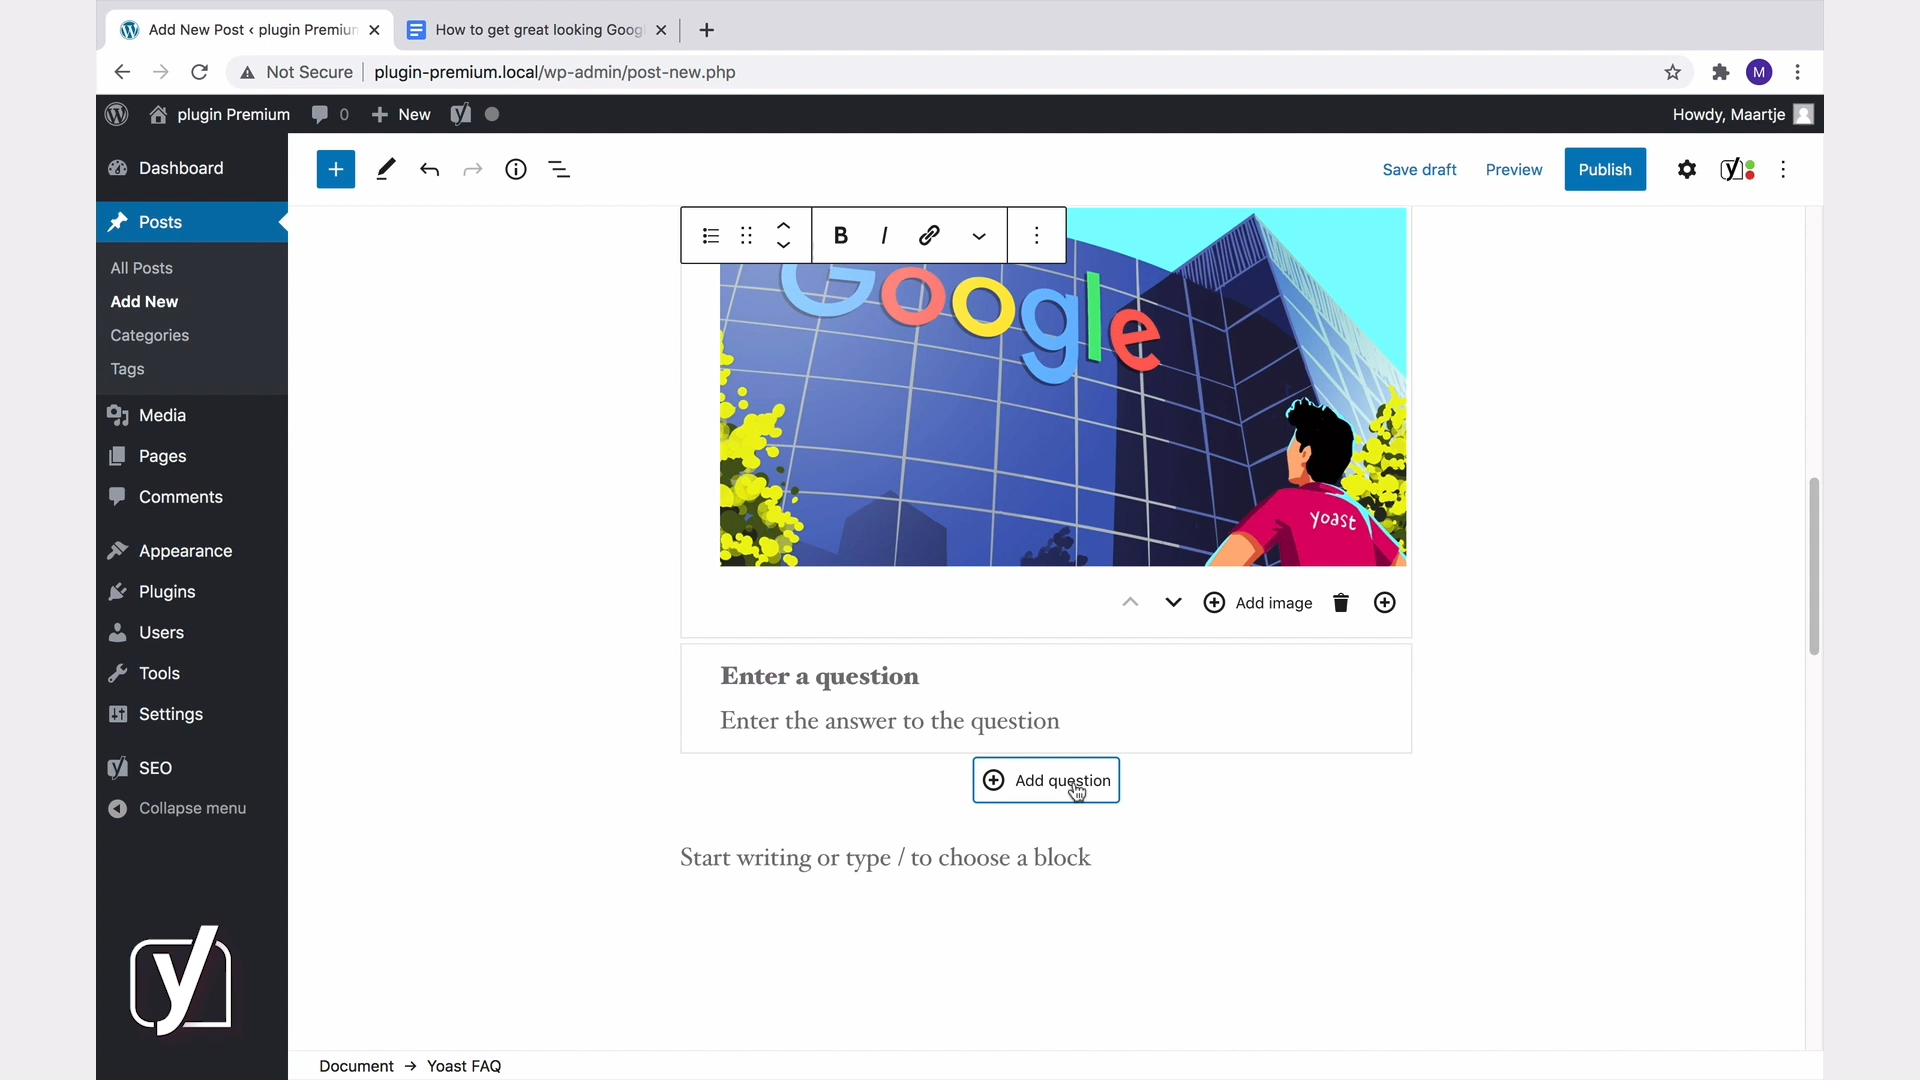 Add New Post ‹ plugin Premium
How to get great looking Goog
Not Secure
plugin-premium.local/wp-admin/post-new.php
M
plugin Premium
0
New
Howdy, Maartje
Dashboard
Save draft
Preview
Publish
Posts
All Posts
Add New
Categories
Tags
Media
Pages
Comments
Appearance
Plugins
Users
Tools
Settings
SEO
Collapse menu
B
I
Google
yoast
Add image
Enter a question
Enter the answer to the question
Add question
Start writing or type / to choose a block
y
Document → Yoast FAQ